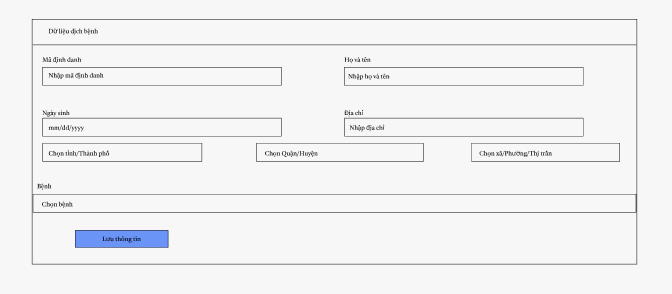 Dữ liệu dịch bệnh
Mã định danh
Họ và tên
Nhập mã định danh
Nhập họ và tên
Ngày sinh
Địa chỉ
mm/dd/yyyy
Nhập địa chỉ
Chọn tỉnh/Thành phố
Chọn Quận/Huyện
Chọn xã/Phường/Thị trấn
Bệnh
Chọn bệnh
Lưu thông tin